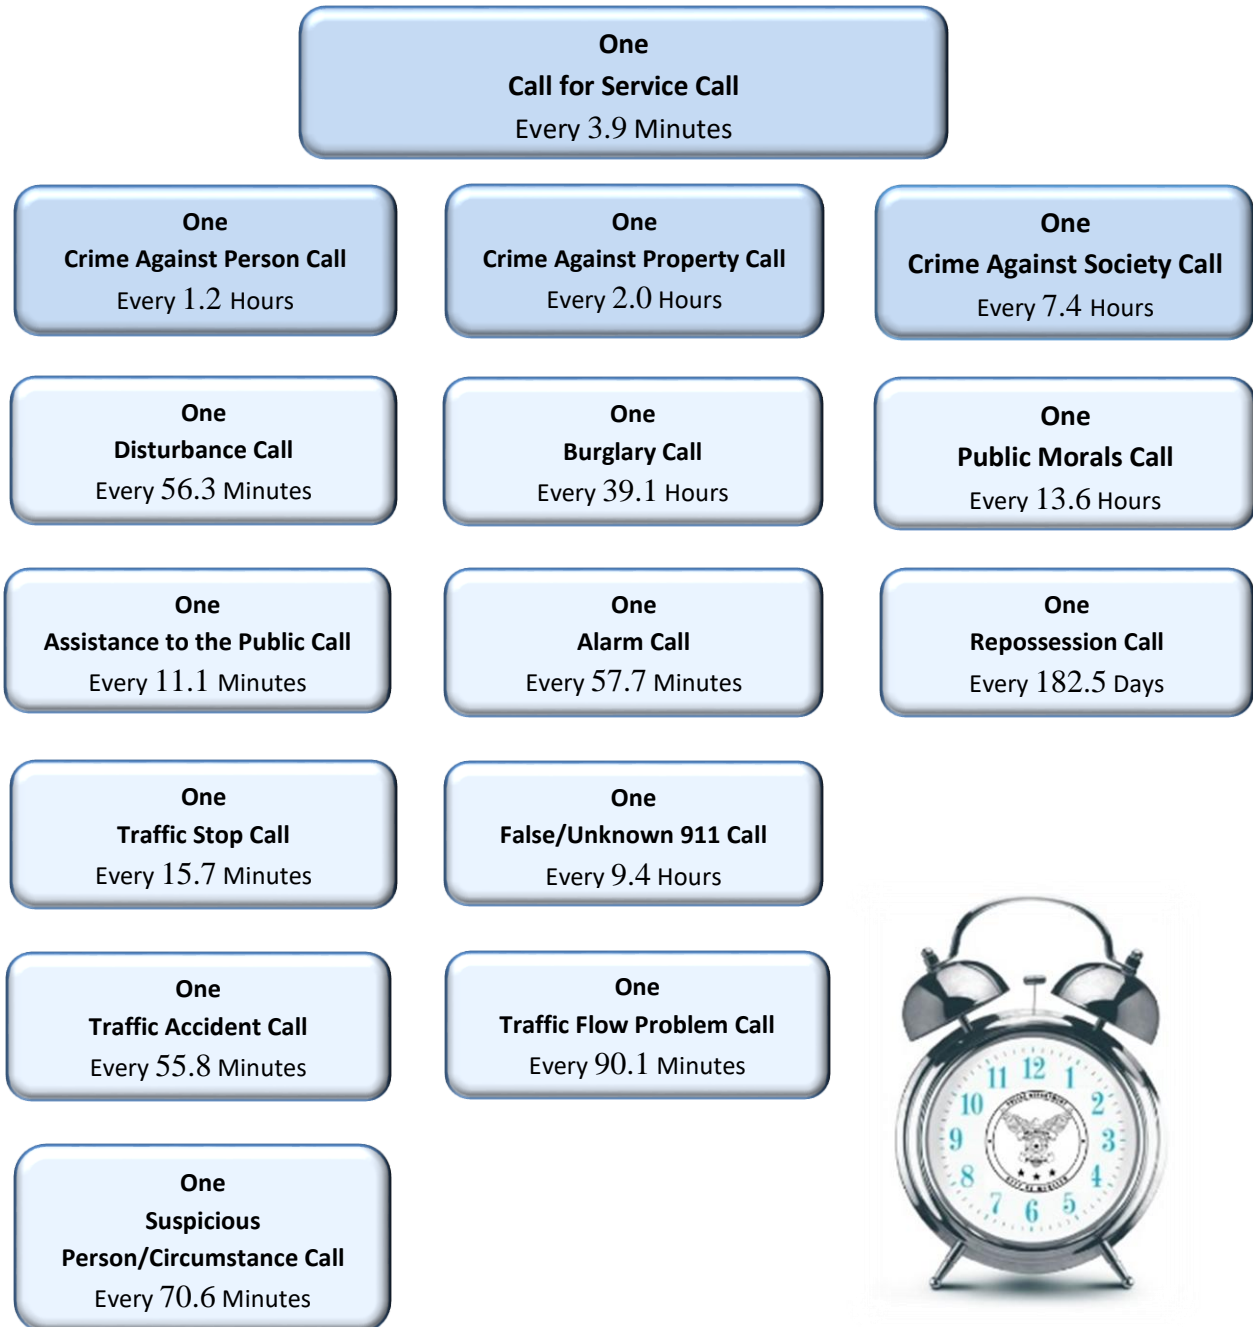 One
Call for Service Call
Every 3.9 Minutes
One
Crime Against Person Call
Every 1.2 Hours
One
Crime Against Property Call
Every 2.0 Hours
One
Crime Against Society Call
Every 7.4 Hours
One
Disturbance Call
Every 56.3 Minutes
One
Burglary Call
Every 39.1 Hours
One
Public Morals Call
Every 13.6 Hours
One
Assistance to the Public Call
Every 11.1 Minutes
One
Alarm Call
Every 57.7 Minutes
One
Repossession Call
Every 182.5 Days
One
Traffic Stop Call
Every 15.7 Minutes
One
False/Unknown 911 Call
Every 9.4 Hours
One
Traffic Accident Call
Every 55.8 Minutes
One
Traffic Flow Problem Call
Every 90.1 Minutes
One
Suspicious
Person/Circumstance Call
Every 70.6 Minutes
12
1
2
3
4
5
6
7
8
9
10
11